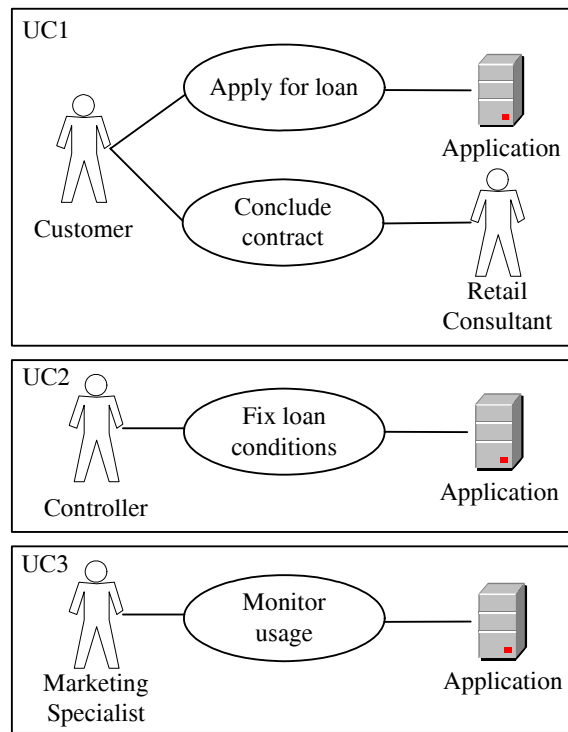 UC1
Apply for loan
Application
Customer
Conclude
contract
Retail
Consultant
UC2
Fix loan
conditions
Controller
Application
UC3
Monitor
usage
Marketing
Specialist
Application